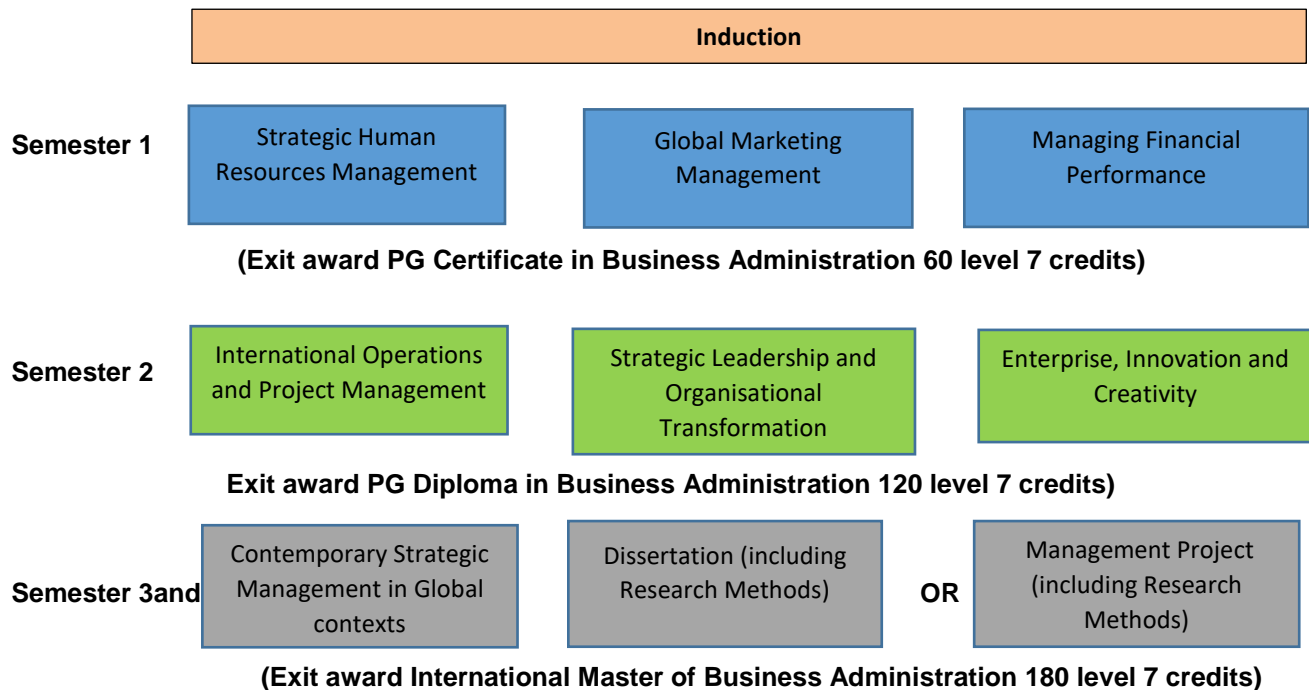 Induction
Semester 1
Strategic Human
Resources Management
Global Marketing
Management
Managing Financial
Performance
(Exit award PG Certificate in Business Administration 60 level 7 credits)
Semester 2
International Operations
and Project Management
Strategic Leadership and
Organisational
Transformation
Enterprise, Innovation and
Creativity
Exit award PG Diploma in Business Administration 120 level 7 credits)
Semester 3and
Contemporary Strategic
Management in Global
contexts
Dissertation (including
Research Methods)
OR
Management Project
(including Research
Methods)
(Exit award International Master of Business Administration 180 level 7 credits)